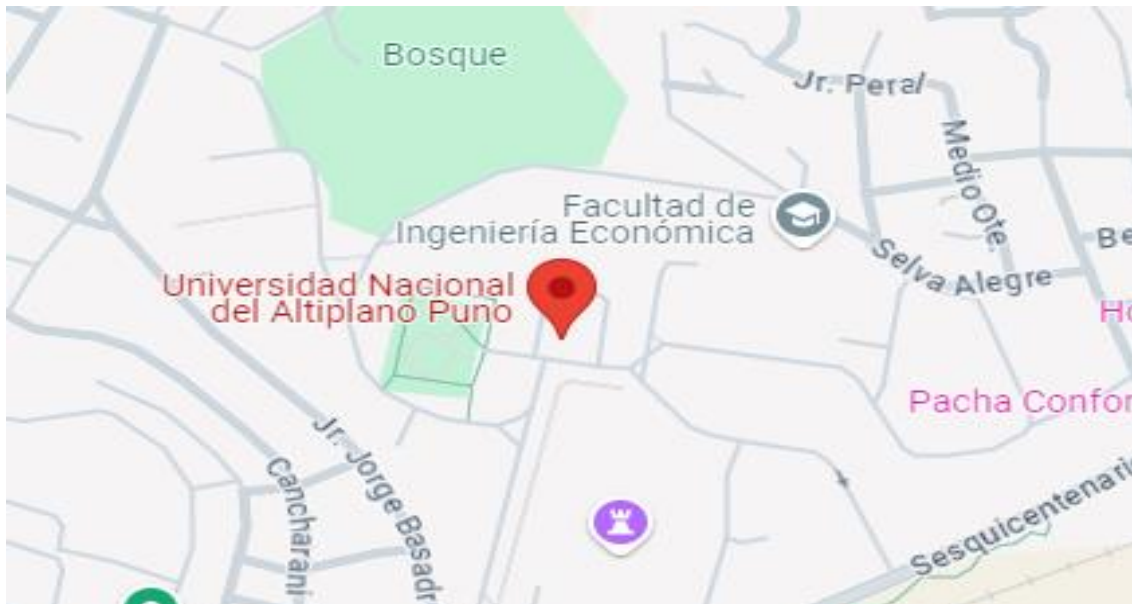 Bosque
Jr. Peral
Medio Ote.
Facultad de
Ingeniería Económica
Selva Alegre
Be
Universidad Nacional
del Altiplano Puno
Ho
Pacha Confor
Jr. Jorge Basadr
Cancharani
Sesquicentenario